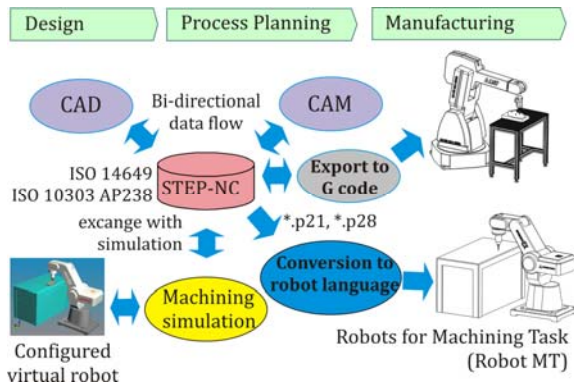 Design
Process Planning
Manufacturing
CAD
Bi-directional
data flow
CAM
ISO 14649
ISO 10303 AP238
STEP-NC
Export to
G code
excange with
simulation
*.p21, *.p28
Machining
simulation
Conversion to
robot language
Configured
virtual robot
Robots for Machining Task
(Robot MT)